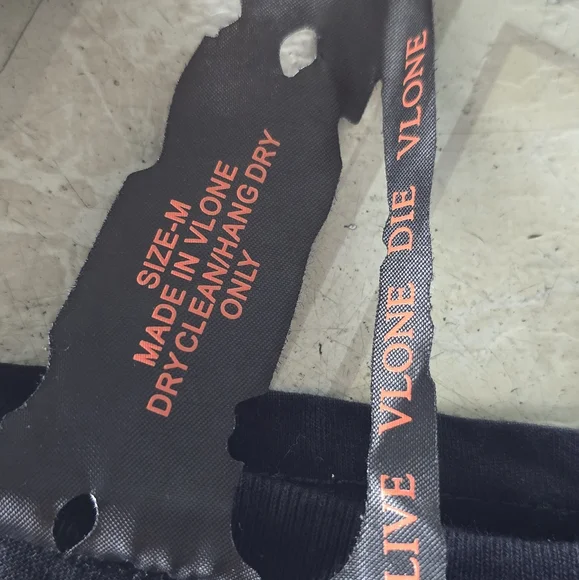 SIZE-M
MADE IN VLONE
DRY CLEAN/HANG DRY
ONLY
LIVE VLONE DIE VLONE